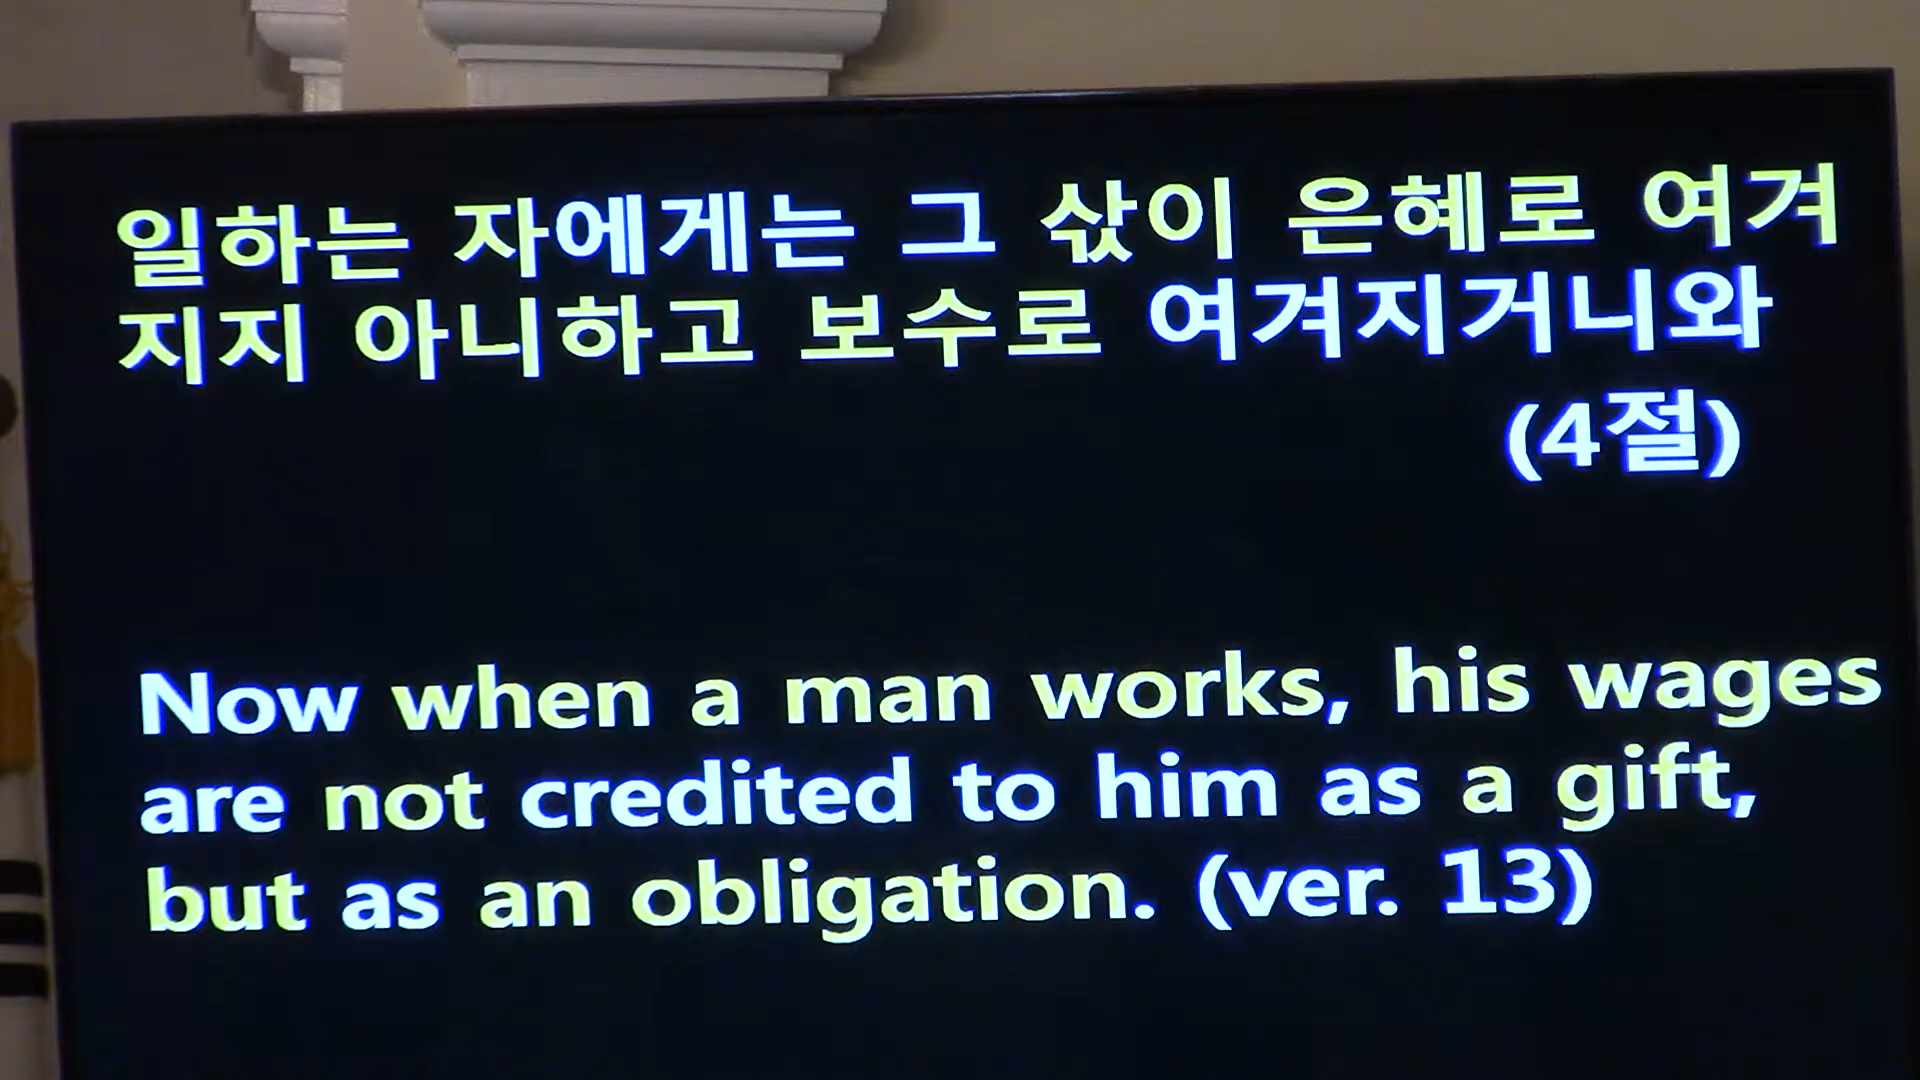 일하는 자에게는 그 삯이 은혜로 여겨
지지 아니하고 보수로 여겨지거니와
(4절)
Now when a man works, his wages
are not credited to him as a gift,
but as an obligation. (ver. 13)